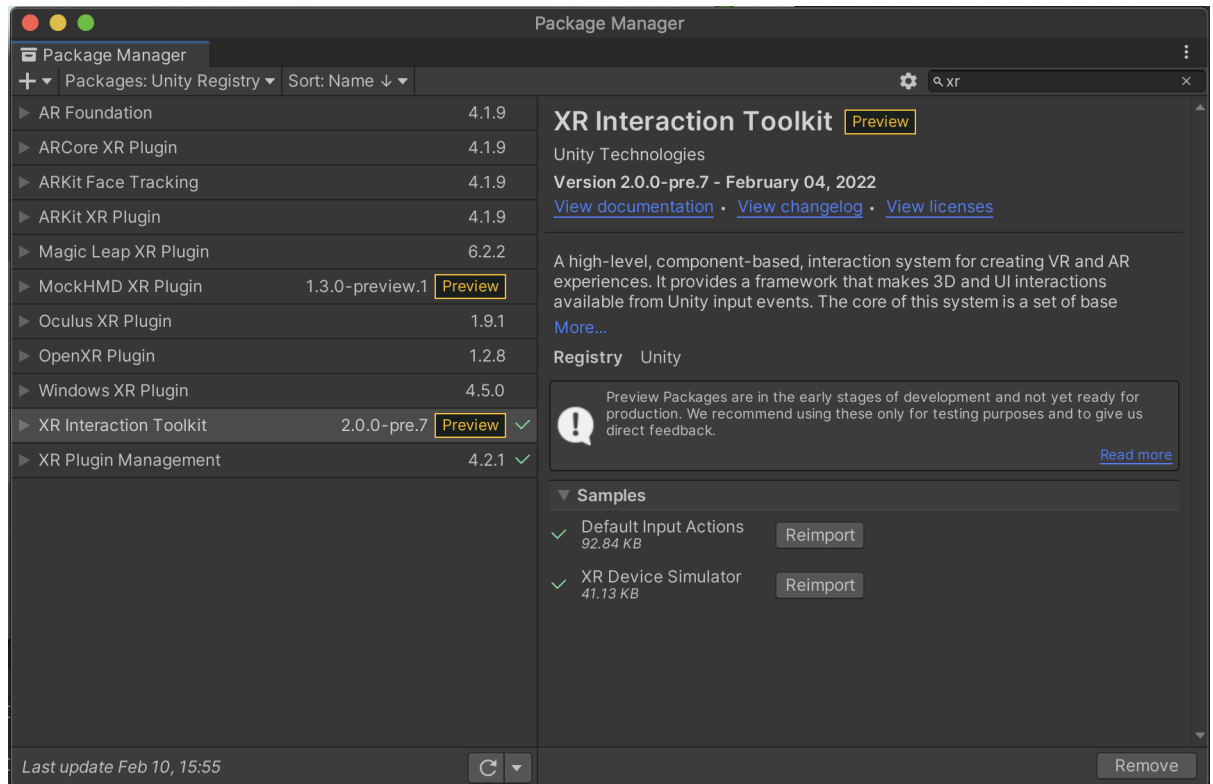 Package Manager
Package Manager
Packages: Unity Registry Sort: Name ↓ xr
AR Foundation 4.1.9
ARCore XR Plugin 4.1.9
ARKit Face Tracking 4.1.9
ARKit XR Plugin 4.1.9
Magic Leap XR Plugin 6.2.2
MockHMD XR Plugin 1.3.0-preview.1 Preview
Oculus XR Plugin 1.9.1
OpenXR Plugin 1.2.8
Windows XR Plugin 4.5.0
XR Interaction Toolkit 2.0.0-pre.7 Preview
XR Plugin Management 4.2.1
Last update Feb 10, 15:55
XR Interaction Toolkit Preview
Unity Technologies
Version 2.0.0-pre.7 - February 04, 2022
View documentation • View changelog • View licenses
A high-level, component-based, interaction system for creating VR and AR
experiences. It provides a framework that makes 3D and UI interactions
available from Unity input events. The core of this system is a set of base
More...
Registry Unity
Preview Packages are in the early stages of development and not yet ready for
production. We recommend using these only for testing purposes and to give us
direct feedback.
Read more
Samples
Default Input Actions
92.84 KB
Reimport
XR Device Simulator
41.13 KB
Reimport
Remove